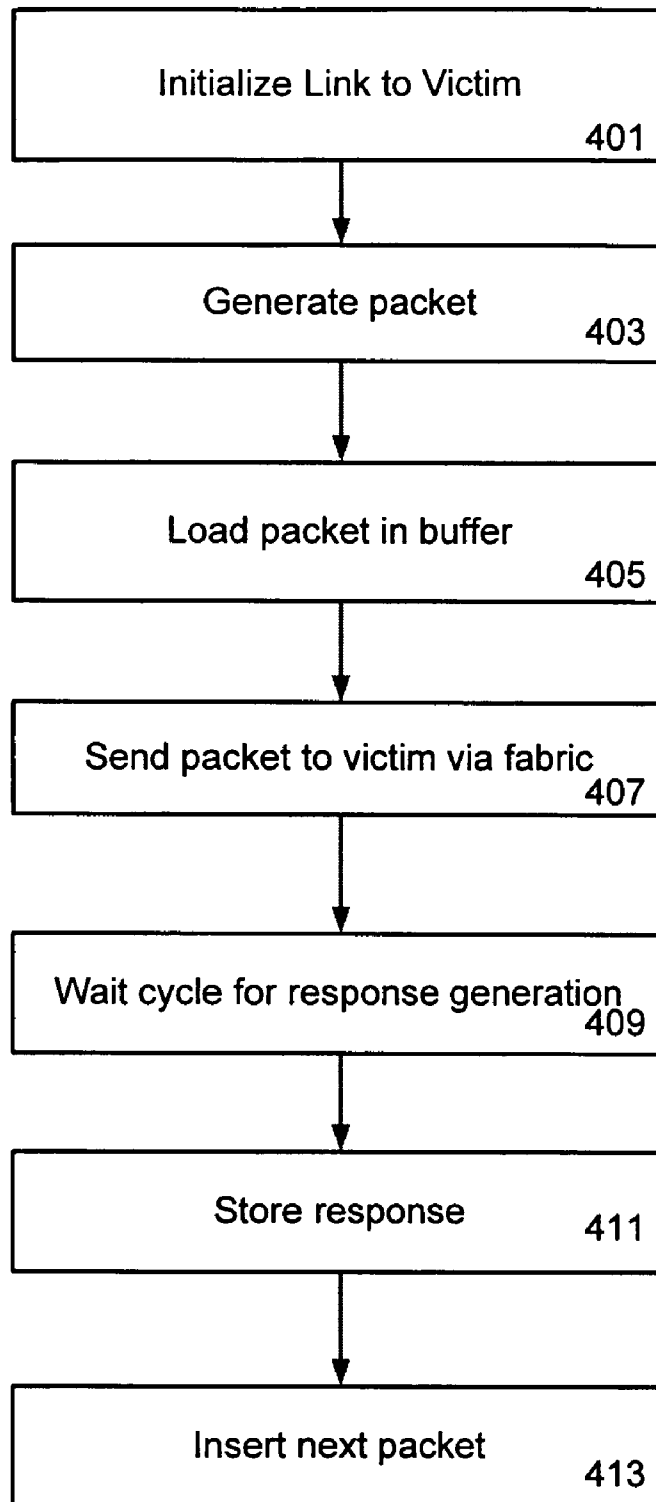 Initialize Link to Victim
401
Generate packet
403
Load packet in buffer
405
Send packet to victim via fabric
407
Wait cycle for response generation
409
Store response
411
Insert next packet
413